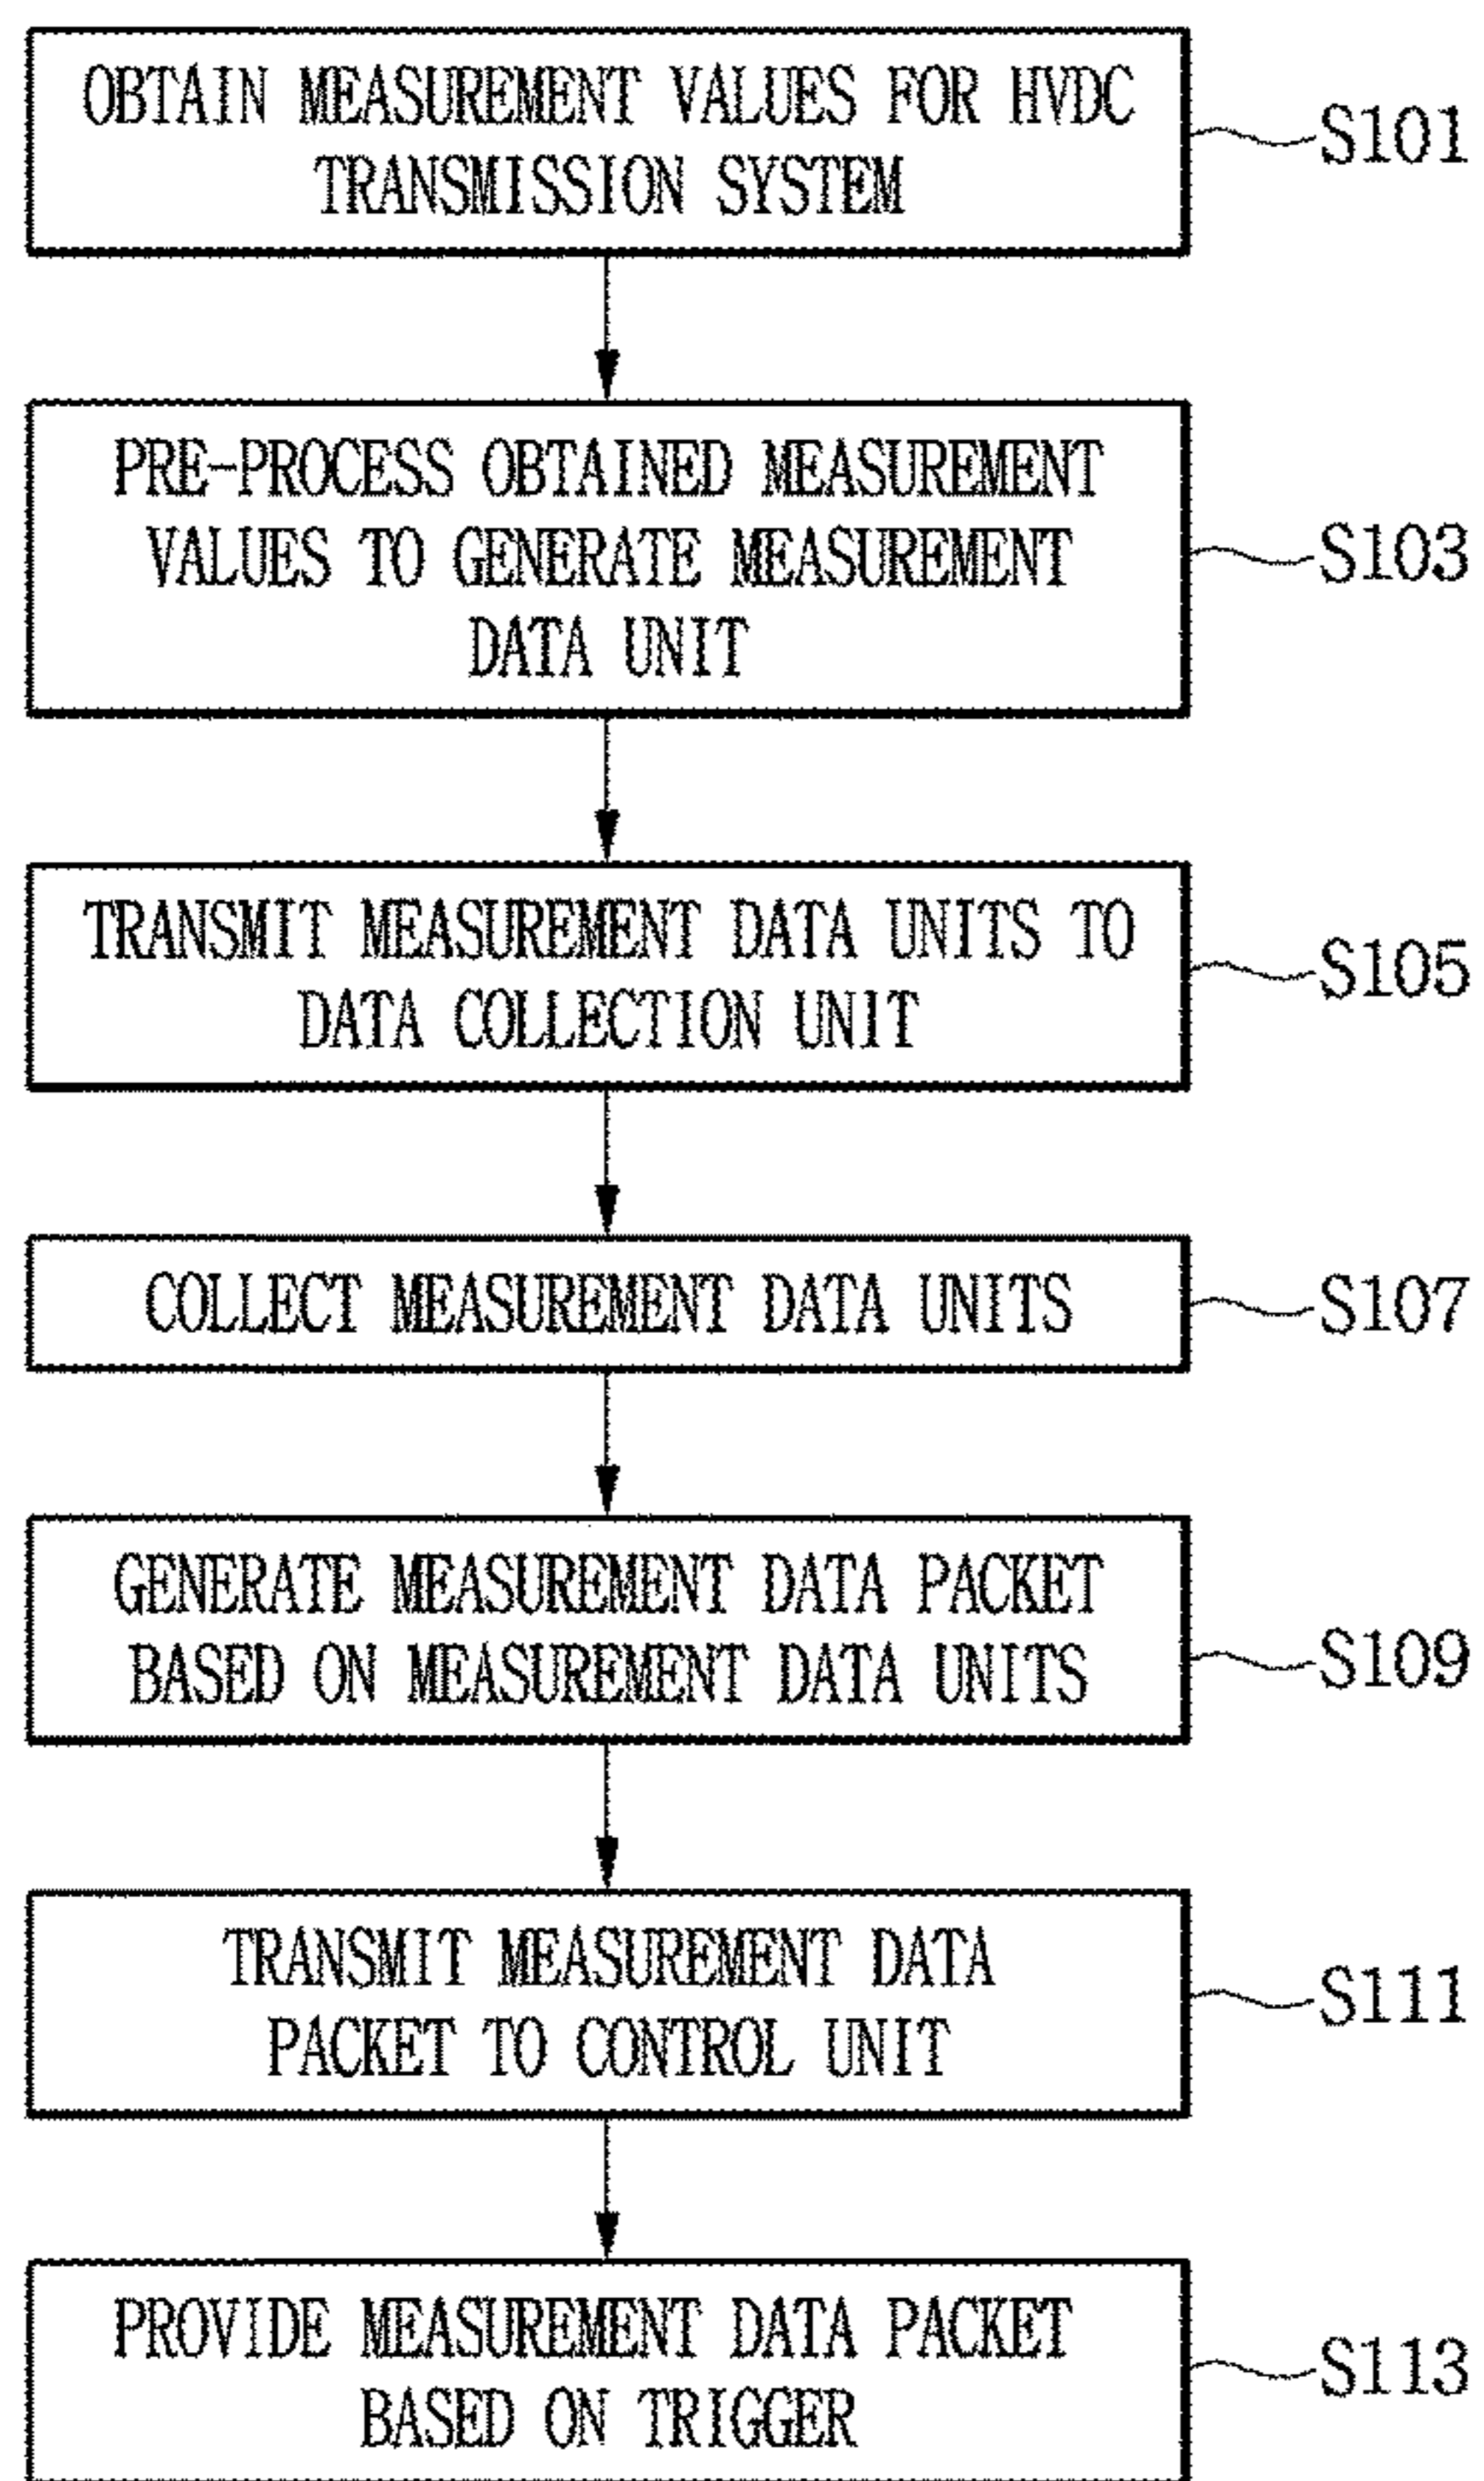 OBTAIN MEASUREMENT VALUES FOR HVDC
TRANSMISSION SYSTEM
S101
PRE-PROCESS OBTAINED MEASUREMENT
VALUES TO GENERATE MEASUREMENT
DATA UNIT
S103
TRANSMIT MEASUREMENT DATA UNITS TO
DATA COLLECTION UNIT
S105
COLLECT MEASUREMENT DATA UNITS
S107
GENERATE MEASUREMENT DATA PACKET
BASED ON MEASUREMENT DATA UNITS
S109
TRANSMIT MEASUREMENT DATA
PACKET TO CONTROL UNIT
S111
PROVIDE MEASUREMENT DATA PACKET
BASED ON TRIGGER
S113